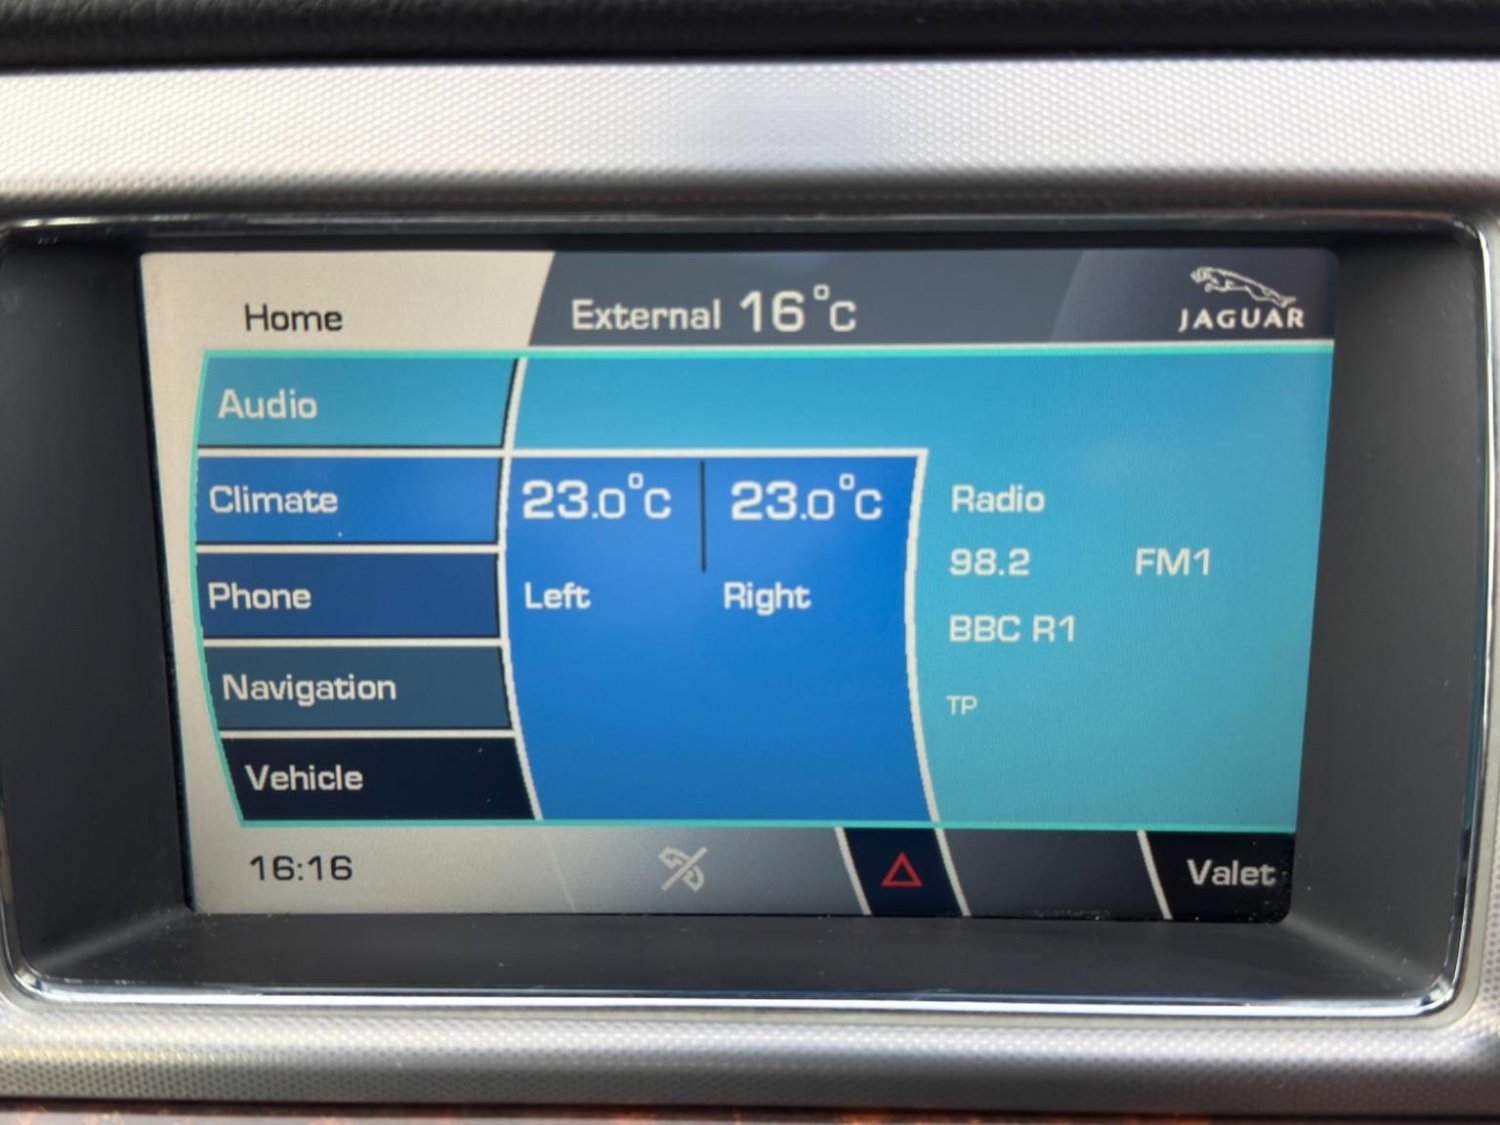 Home
External 16°C
JAGUAR
Audio
Climate
23.0°C
23.0°C
Radio
98.2
FM1
Phone
Left
Right
BBC R1
Navigation
TP
Vehicle
16:16
Valet